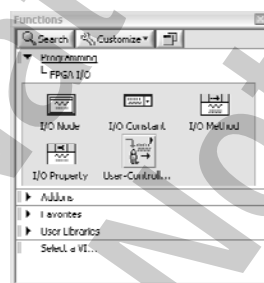 Functions
Search Customize
Programming
FPGA I/O
I/O Node I/O Constant I/O Method
I/O Property User-Controll...
Addons
Favorites
User Libraries
Select a VI...